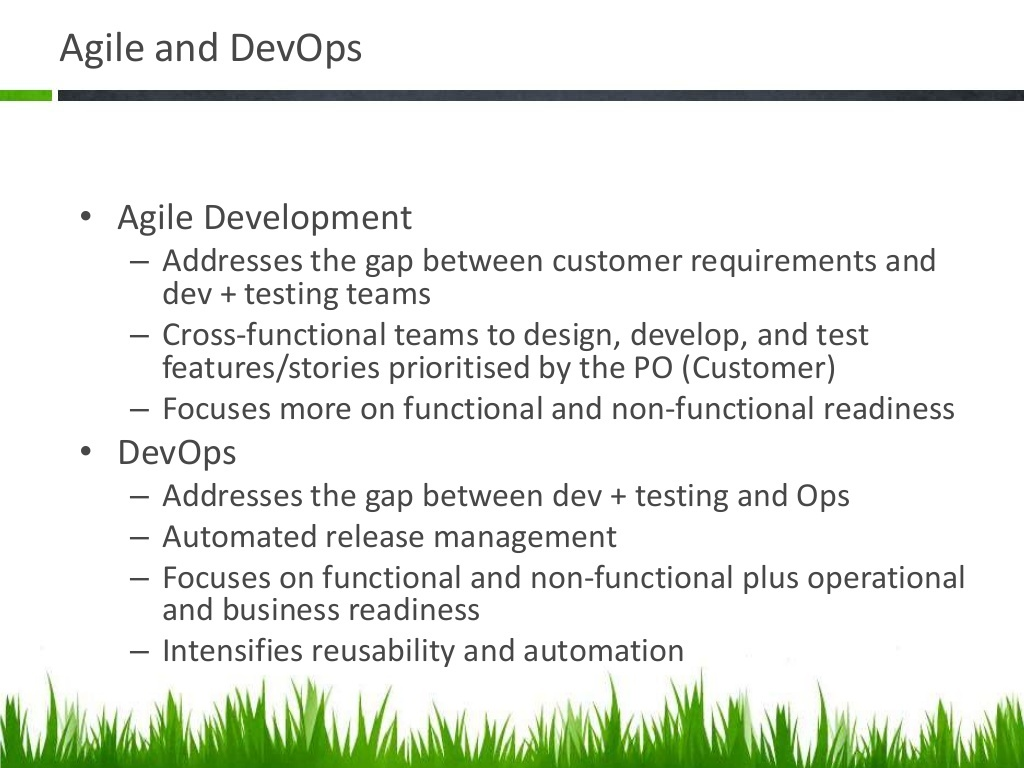 Agile and DevOps
• Agile Development
– Addresses the gap between customer requirements and
dev + testing teams
– Cross-functional teams to design, develop, and test
features/stories prioritised by the PO (Customer)
– Focuses more on functional and non-functional readiness
• DevOps
– Addresses the gap between dev + testing and Ops
– Automated release management
– Focuses on functional and non-functional plus operational
and business readiness
– Intensifies reusability and automation